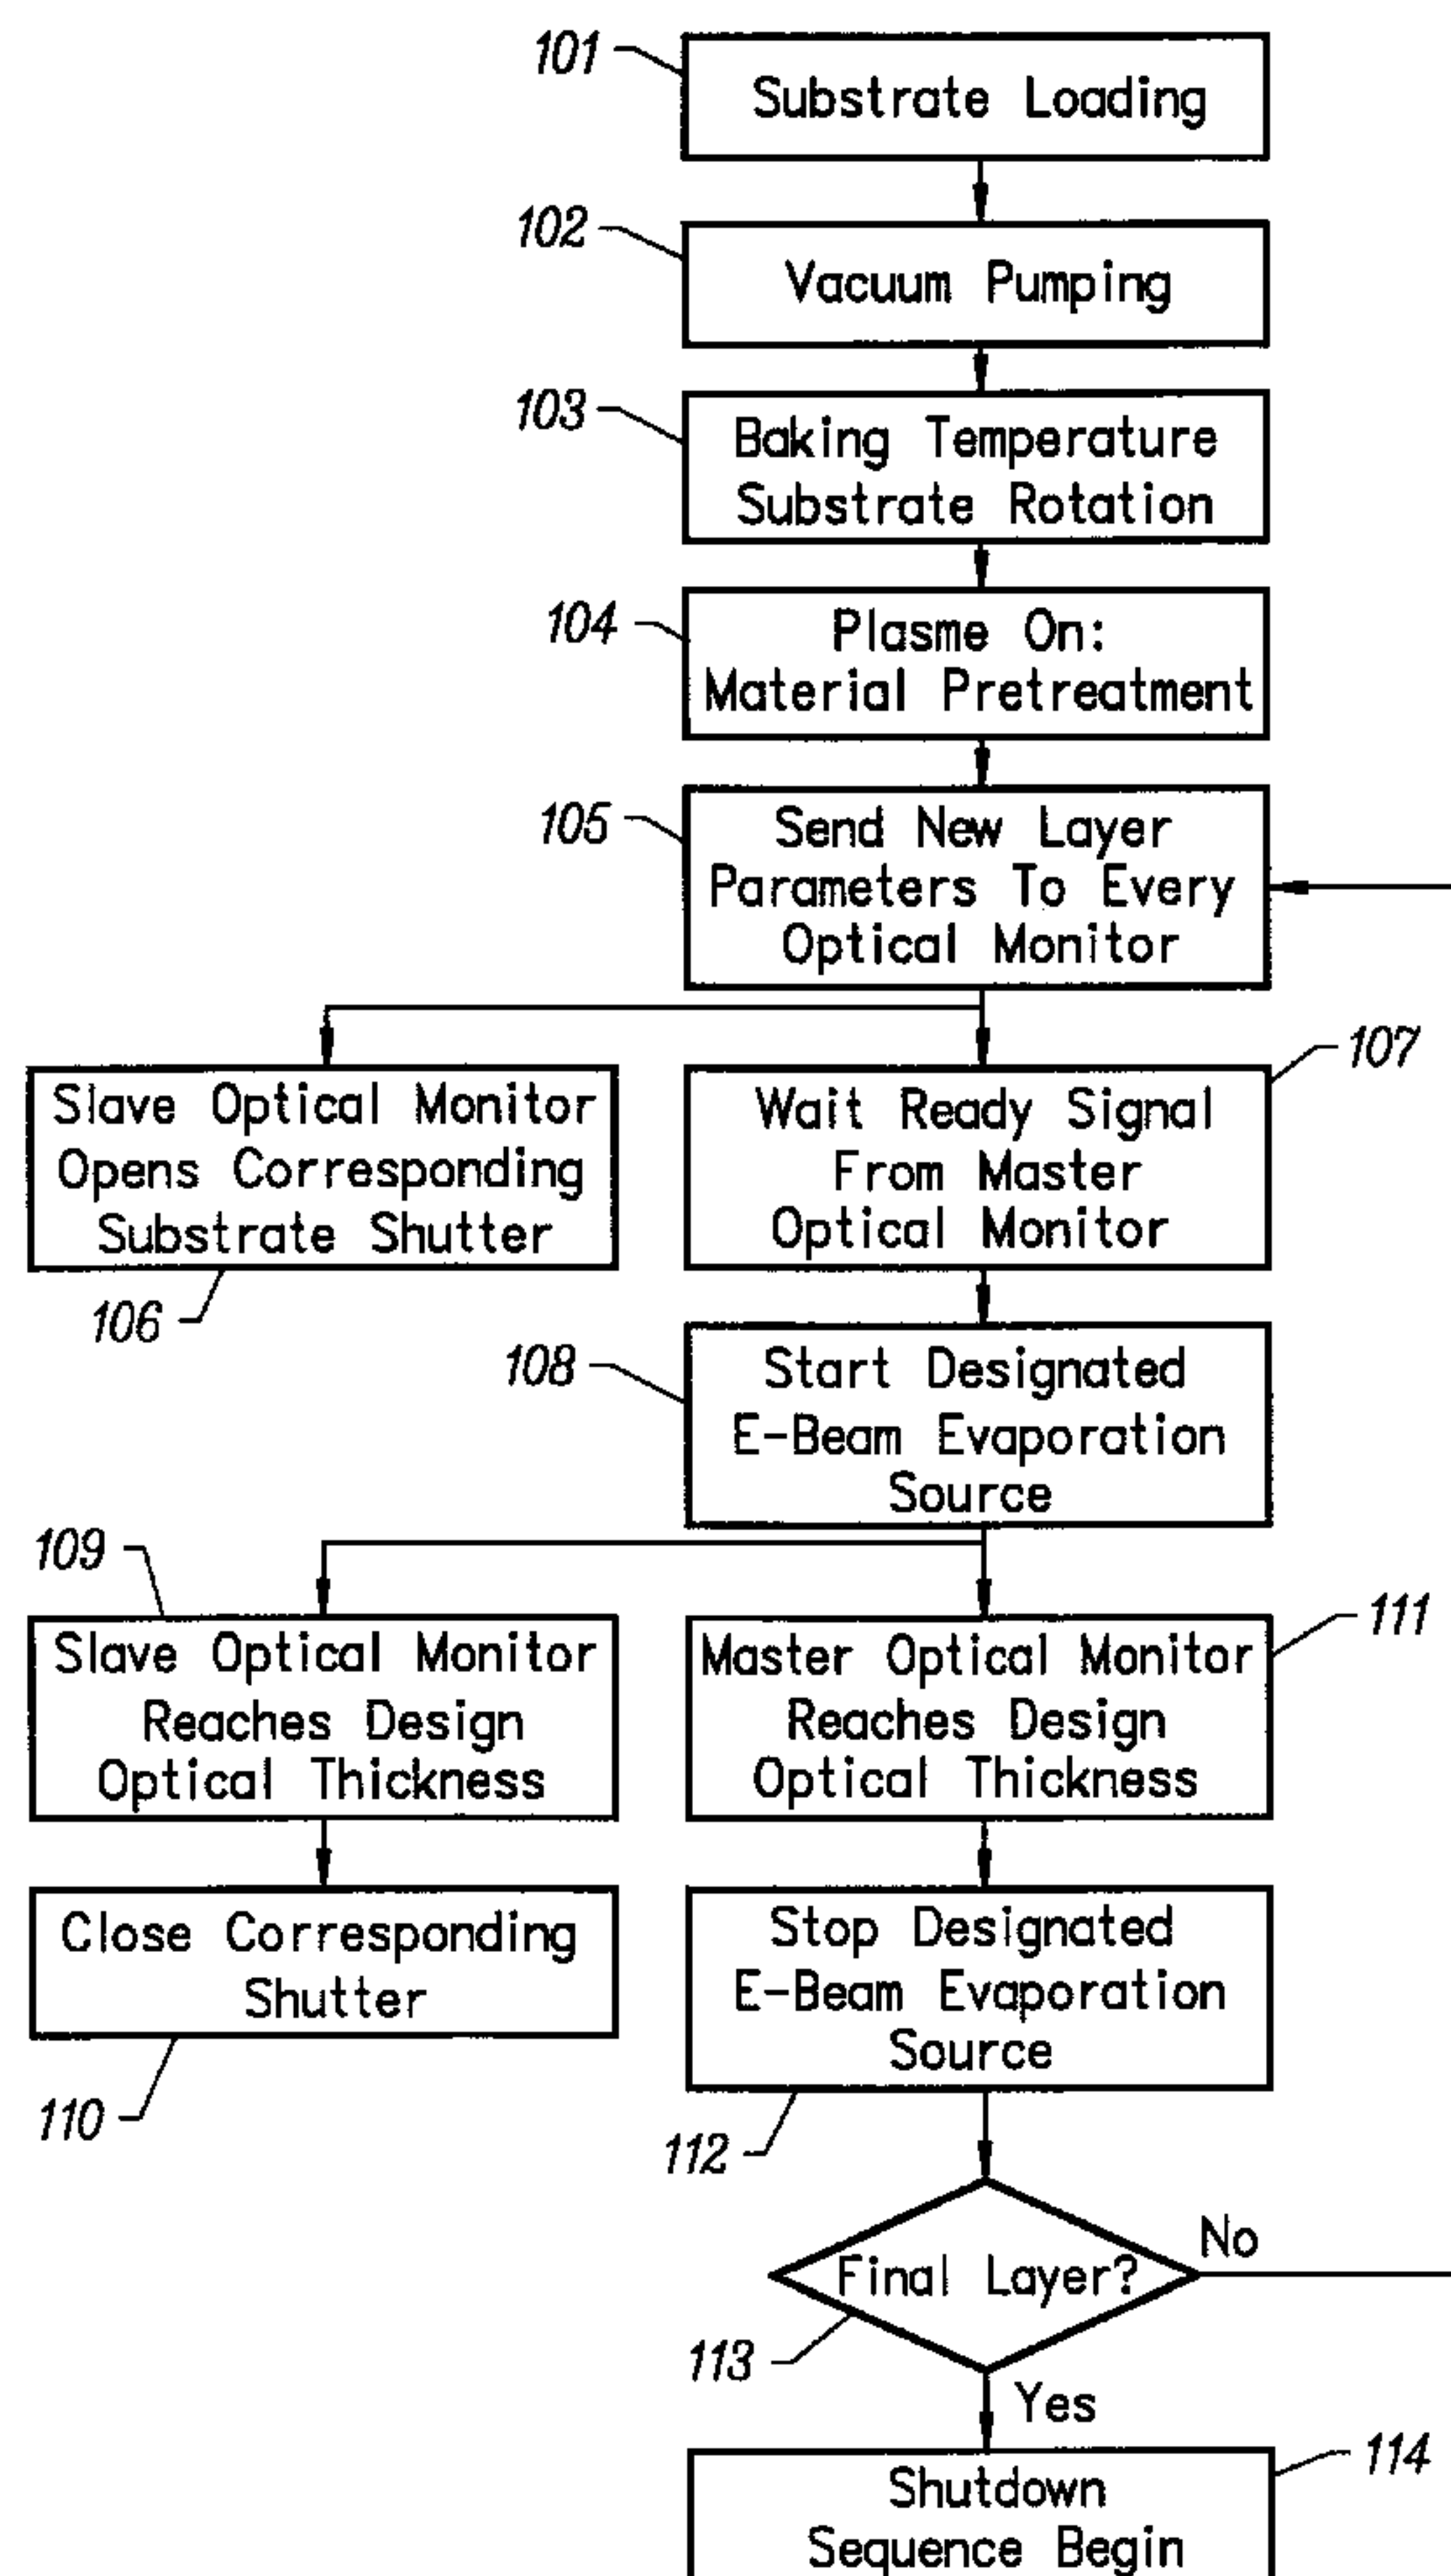 101
Substrate Loading
102
Vacuum Pumping
103
Baking Temperature
Substrate Rotation
104
Plasme On:
Material Pretreatment
105
Send New Layer
Parameters To Every
Optical Monitor
Slave Optical Monitor
Opens Corresponding
Substrate Shutter
106
107
Wait Ready Signal
From Master
Optical Monitor
108
Start Designated
E-Beam Evaporation
Source
109
Slave Optical Monitor
Reaches Design
Optical Thickness
111
Master Optical Monitor
Reaches Design
Optical Thickness
Close Corresponding
Shutter
110
Stop Designated
E-Beam Evaporation
Source
112
Final Layer?
No
113
Yes
114
Shutdown
Sequence Begin